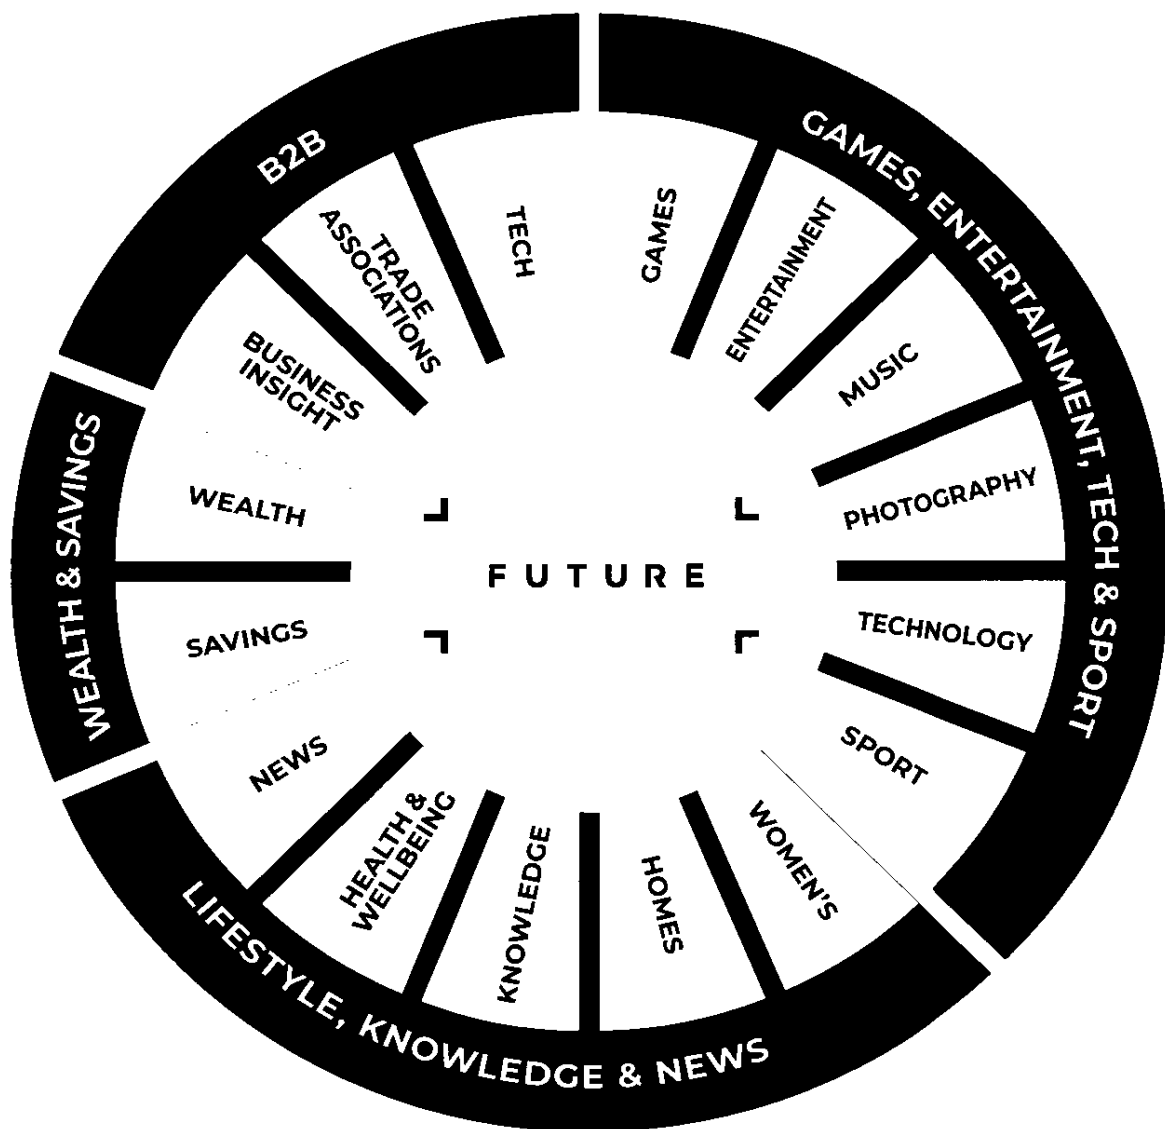 GAMES, ENTERTAINMENT, TECH & SPORT
GAMES
ENTERTAINMENT
MUSIC
PHOTOGRAPHY
TECHNOLOGY
SPORT
LIFESTYLE, KNOWLEDGE & NEWS
WOMEN'S
HOMES
KNOWLEDGE
HEALTH &
WELLBEING
NEWS
WEALTH & SAVINGS
SAVINGS
WEALTH
B2B
BUSINESS
INSIGHT
TRADE
ASSOCIATIONS
TECH
FUTURE